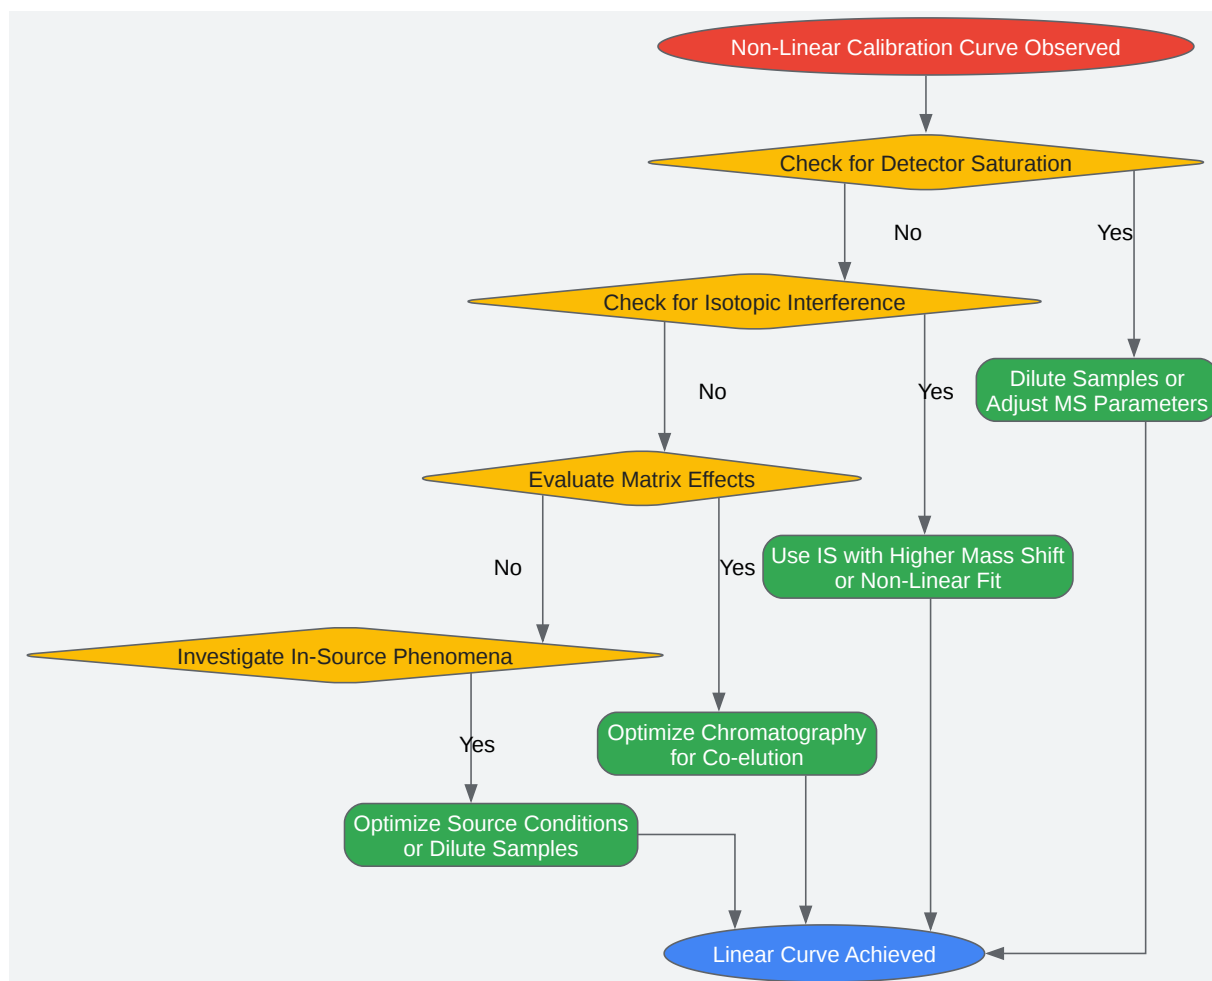 Non-Linear Calibration Curve Observed
Check for Detector Saturation
No
Yes
Check for Isotopic Interference
Dilute Samples or
Adjust MS Parameters
No
Yes
Evaluate Matrix Effects
Use IS with Higher Mass Shift
or Non-Linear Fit
No
Yes
Investigate In-Source Phenomena
Optimize Chromatography
for Co-elution
Yes
Optimize Source Conditions
or Dilute Samples
Linear Curve Achieved